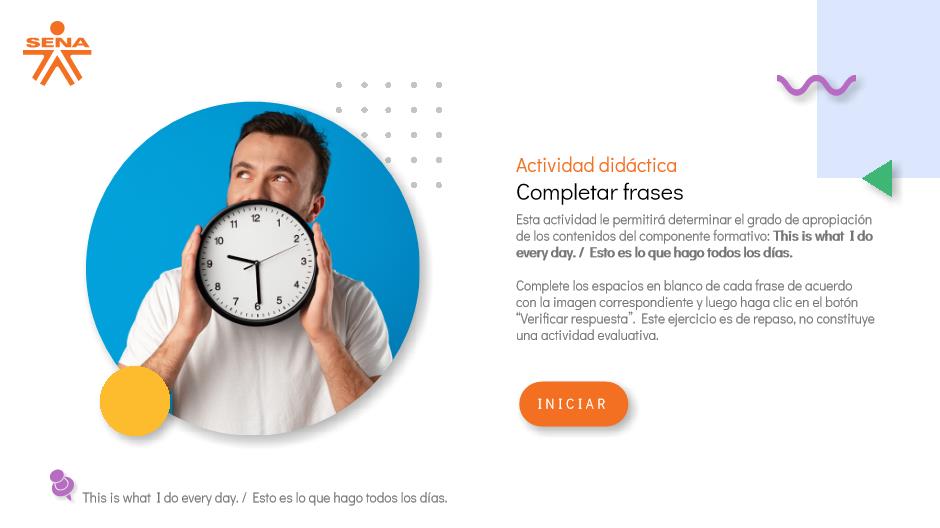 SENA
12
11 1
10 2
9 3
8 4
7 5
6
Actividad didáctica
Completar frases
Esta actividad le permitirá determinar el grado de apropiación
de los contenidos del componente formativo: This is what I do
every day. / Esto es lo que hago todos los días.
Complete los espacios en blanco de cada frase de acuerdo
con la imagen correspondiente y luego haga clic en el botón
“Verificar respuesta”. Este ejercicio es de repaso, no constituye
una actividad evaluativa.
INICIAR
This is what I do every day. / Esto es lo que hago todos los días.